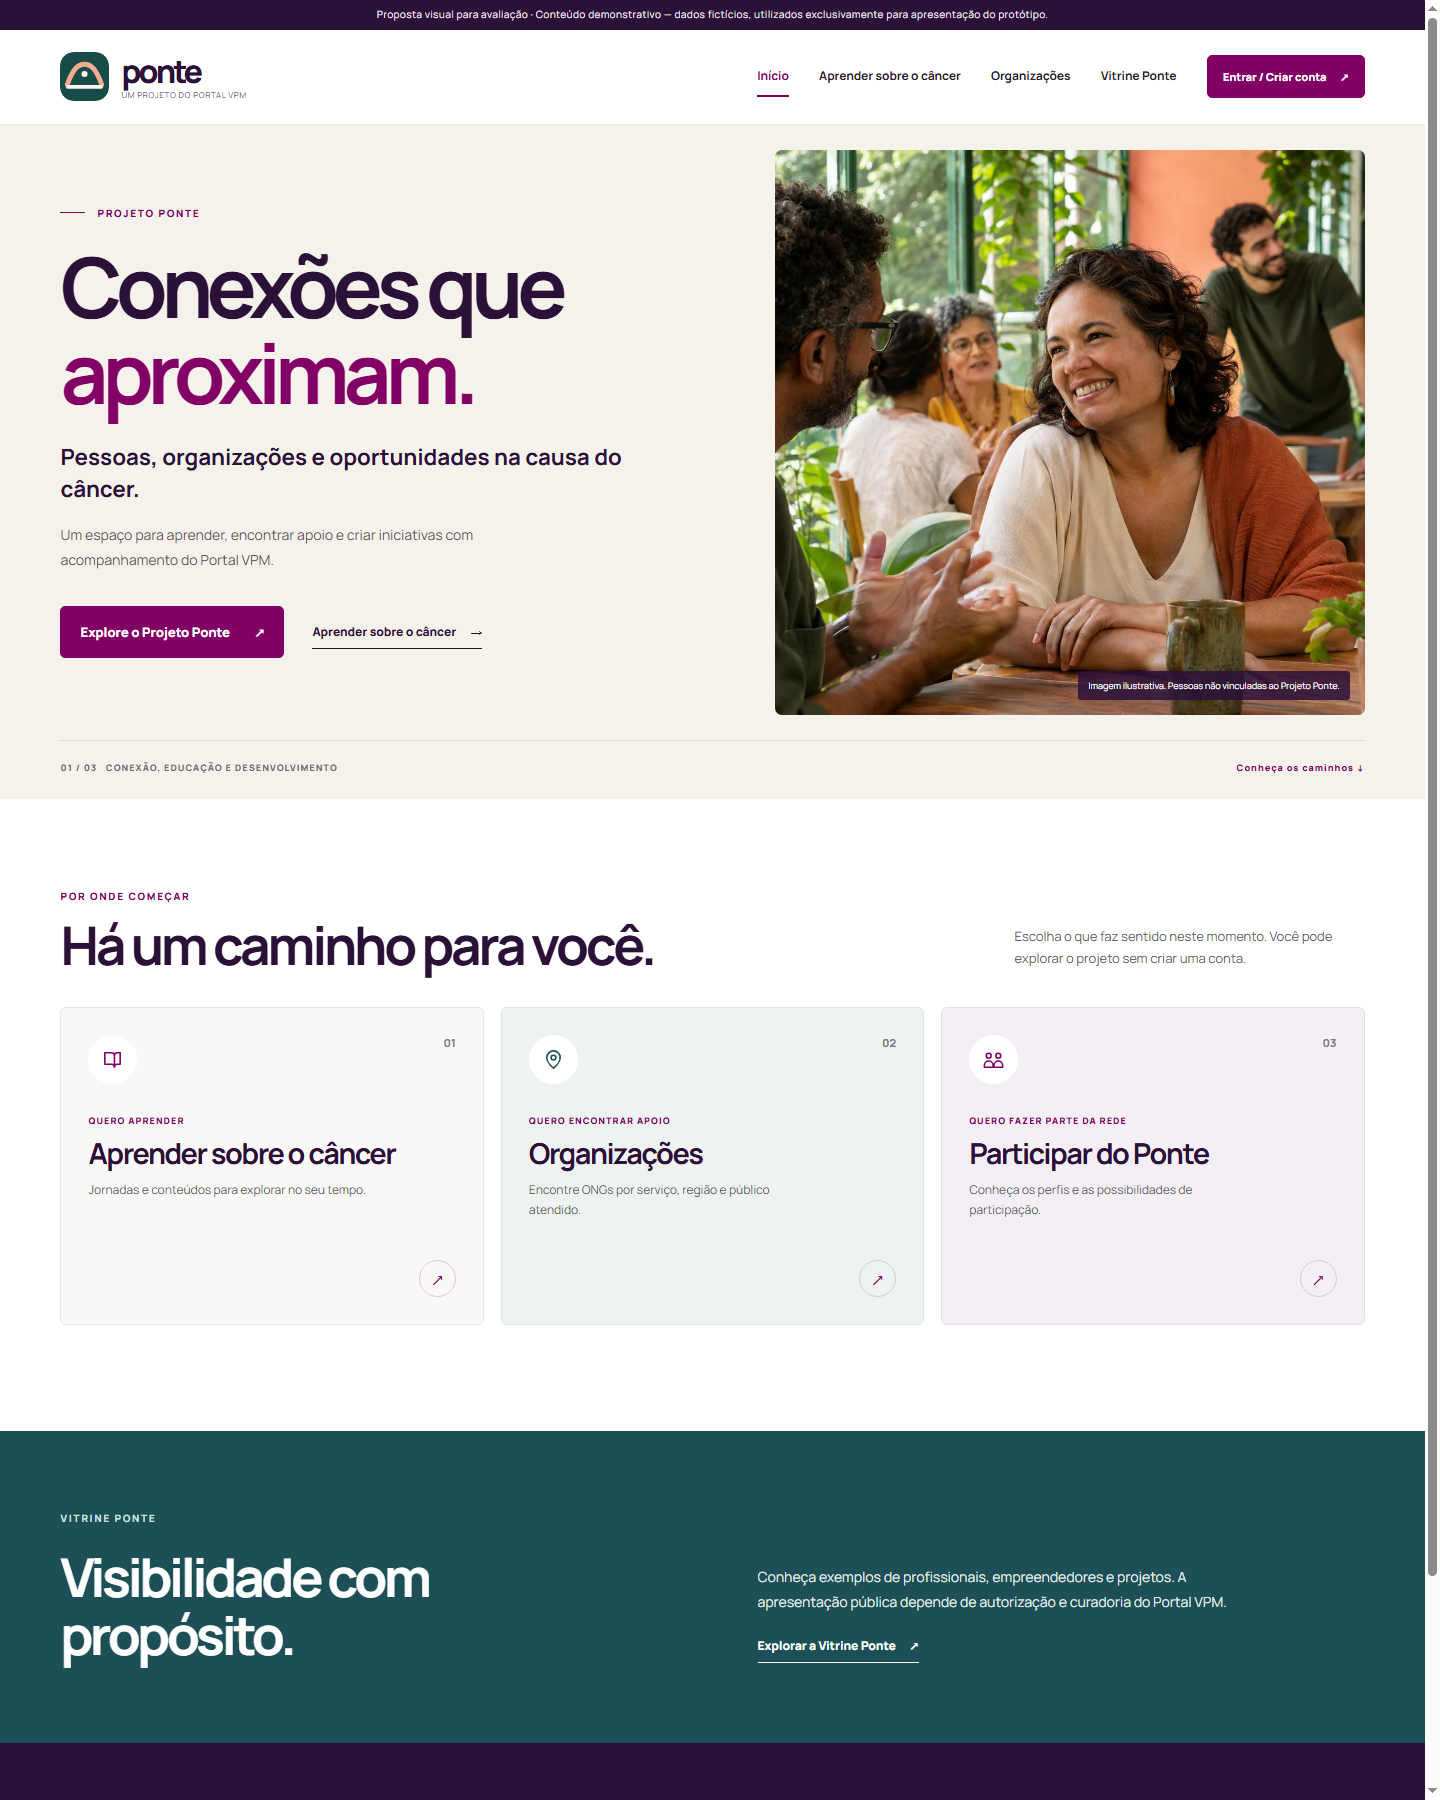 Proposta visual para avaliação · Conteúdo demonstrativo — dados fictícios, utilizados exclusivamente para apresentação do protótipo.
ponte
UM PROJETO DO PORTAL VPM
Início
Aprender sobre o câncer
Organizações
Vitrine Ponte
Entrar / Criar conta ↗
PROJETO PONTE
Conexões que
aproximam.
Pessoas, organizações e oportunidades na causa do
câncer.
Um espaço para aprender, encontrar apoio e criar iniciativas com
acompanhamento do Portal VPM.
Explore o Projeto Ponte ↗
Aprender sobre o câncer →
Imagem ilustrativa. Pessoas não vinculadas ao Projeto Ponte.
01 / 03 CONEXÃO, EDUCAÇÃO E DESENVOLVIMENTO
Conheça os caminhos ↓
POR ONDE COMEÇAR
Há um caminho para você.
Escolha o que faz sentido neste momento. Você pode
explorar o projeto sem criar uma conta.
01
QUERO APRENDER
Aprender sobre o câncer
Jornadas e conteúdos para explorar no seu tempo.
↗
02
QUERO ENCONTRAR APOIO
Organizações
Encontre ONGs por serviço, região e público
atendido.
↗
03
QUERO FAZER PARTE DA REDE
Participar do Ponte
Conheça os perfis e as possibilidades de
participação.
↗
VITRINE PONTE
Visibilidade com
propósito.
Conheça exemplos de profissionais, empreendedores e projetos. A
apresentação pública depende de autorização e curadoria do Portal VPM.
Explorar a Vitrine Ponte ↗